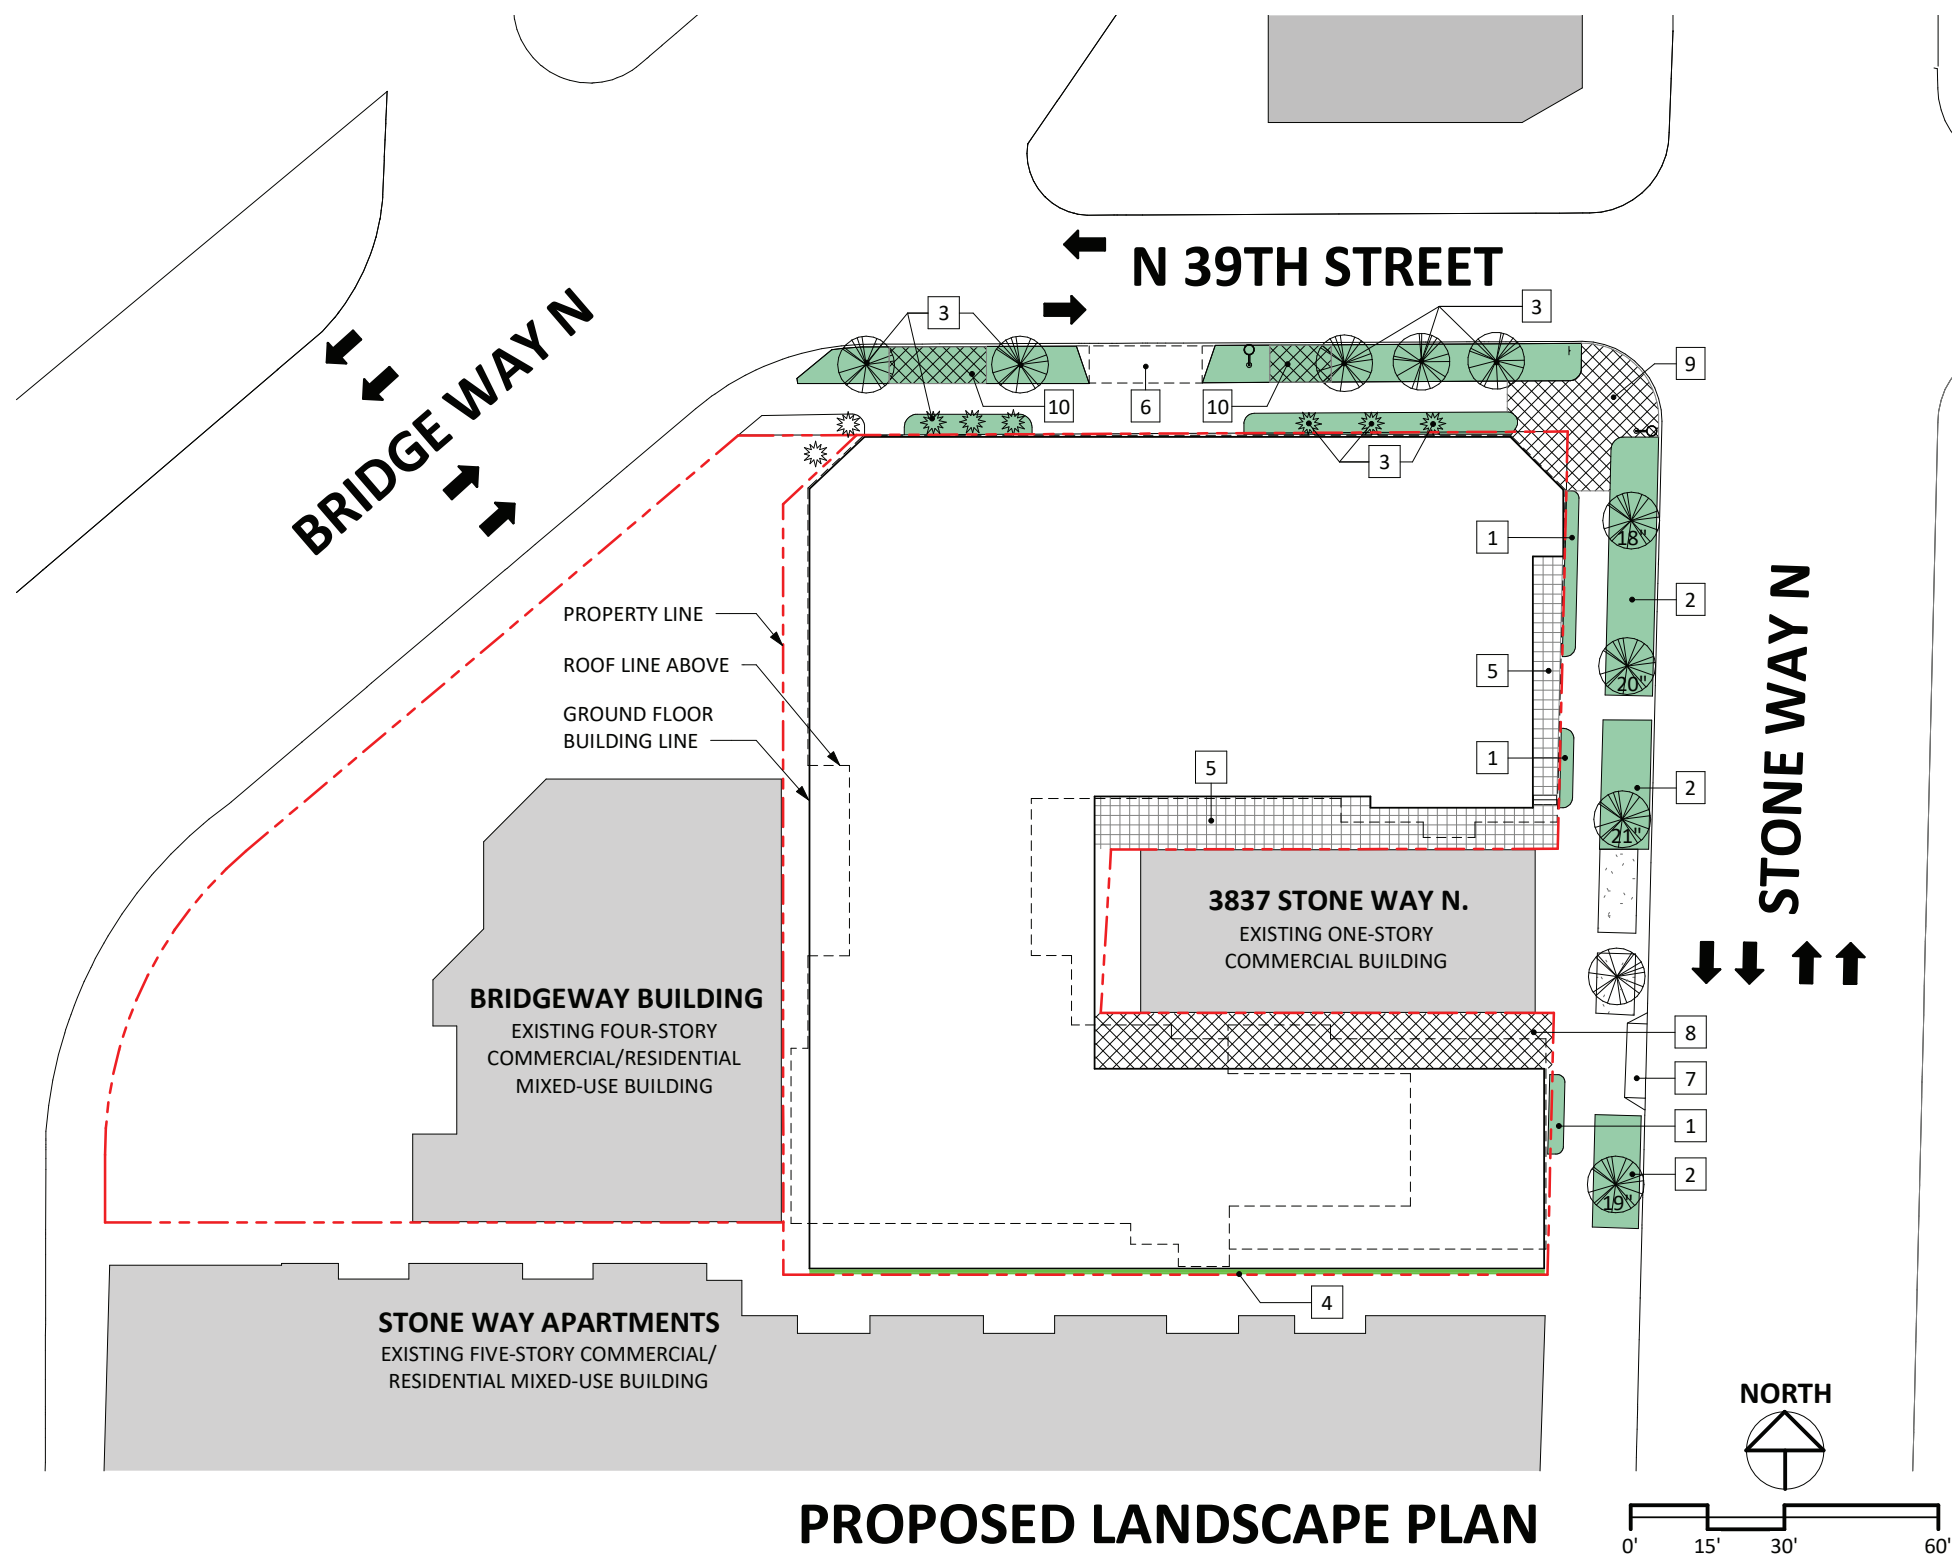 N 39TH STREET
BRIDGE WAY N
3
3
9
10
6
10
3
1
18"
2
STONE WAY N
PROPERTY LINE
ROOF LINE ABOVE
GROUND FLOOR
BUILDING LINE
20"
5
5
1
2
21"
3837 STONE WAY N.
EXISTING ONE-STORY
COMMERCIAL BUILDING
BRIDGEWAY BUILDING
EXISTING FOUR-STORY
COMMERCIAL/RESIDENTIAL
MIXED-USE BUILDING
8
7
1
2
19"
4
STONE WAY APARTMENTS
EXISTING FIVE-STORY COMMERCIAL/
RESIDENTIAL MIXED-USE BUILDING
NORTH
PROPOSED LANDSCAPE PLAN
0' 15' 30' 60'